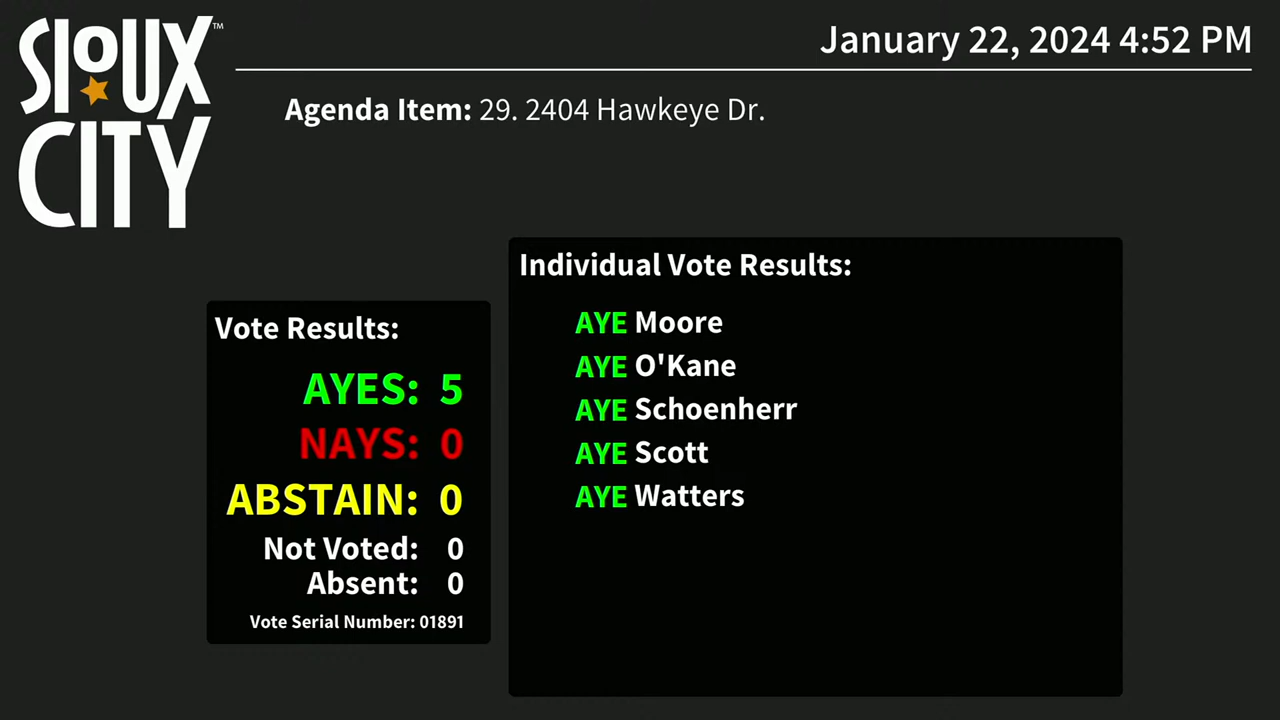 SIOUX
CITY
™
January 22, 2024 4:52 PM
Agenda Item: 29. 2404 Hawkeye Dr.
Vote Results:
AYES: 5
NAYS: 0
ABSTAIN: 0
Not Voted: 0
Absent: 0
Vote Serial Number: 01891
Individual Vote Results:
AYE Moore
AYE O'Kane
AYE Schoenherr
AYE Scott
AYE Watters